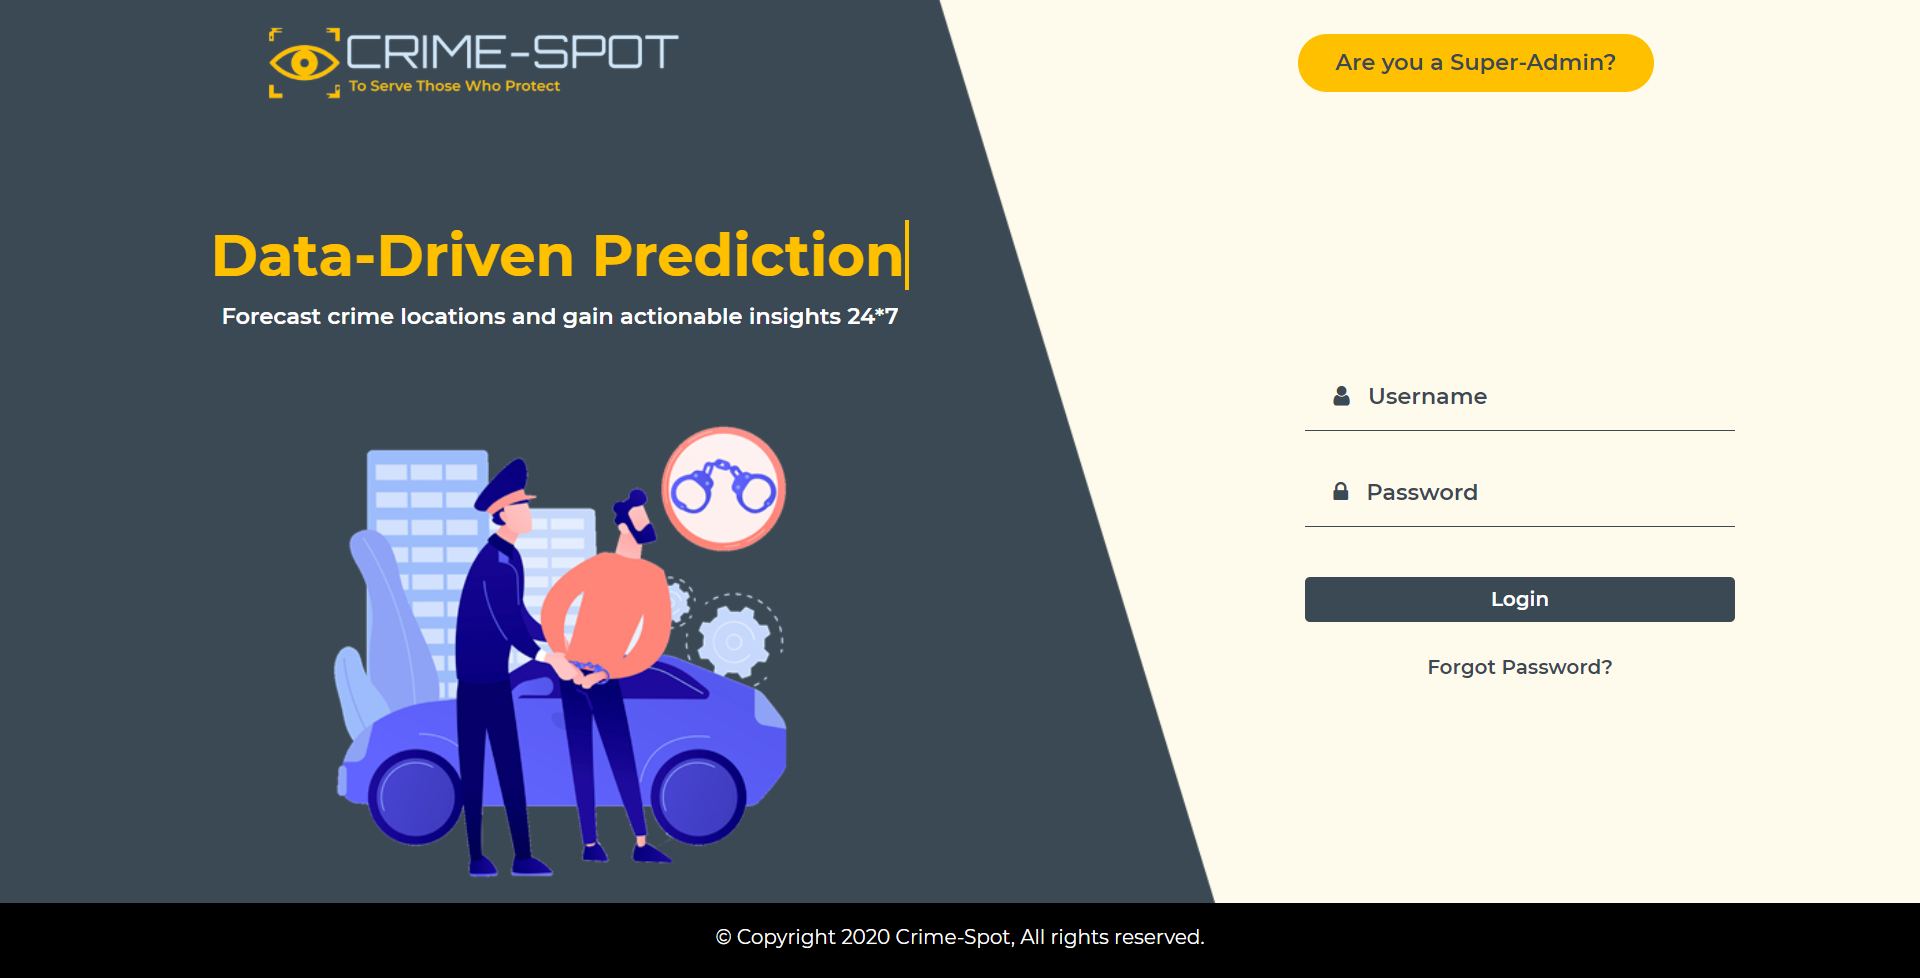 CRIME-SPOT
To Serve Those Who Protect
Are you a Super-Admin?
Data-Driven Prediction
Forecast crime locations and gain actionable insights 24*7
Username
Password
Login
Forgot Password?
© Copyright 2020 Crime-Spot, All rights reserved.